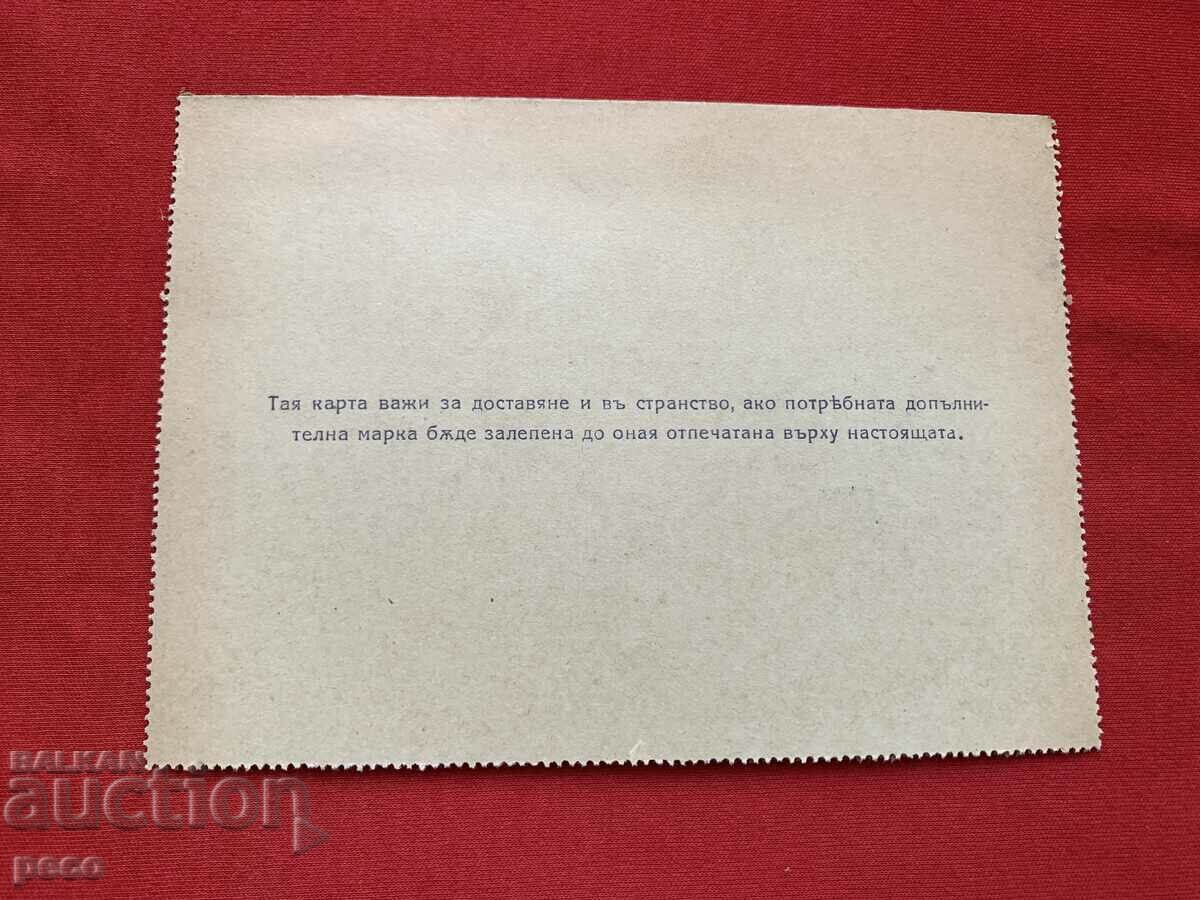 Тая карта важи за доставяне и въ странство, ако потрѣбната допълни-
телна марка бѫде залепена до оная отпечатана върху настоящата.
BALKAN
auction
peco